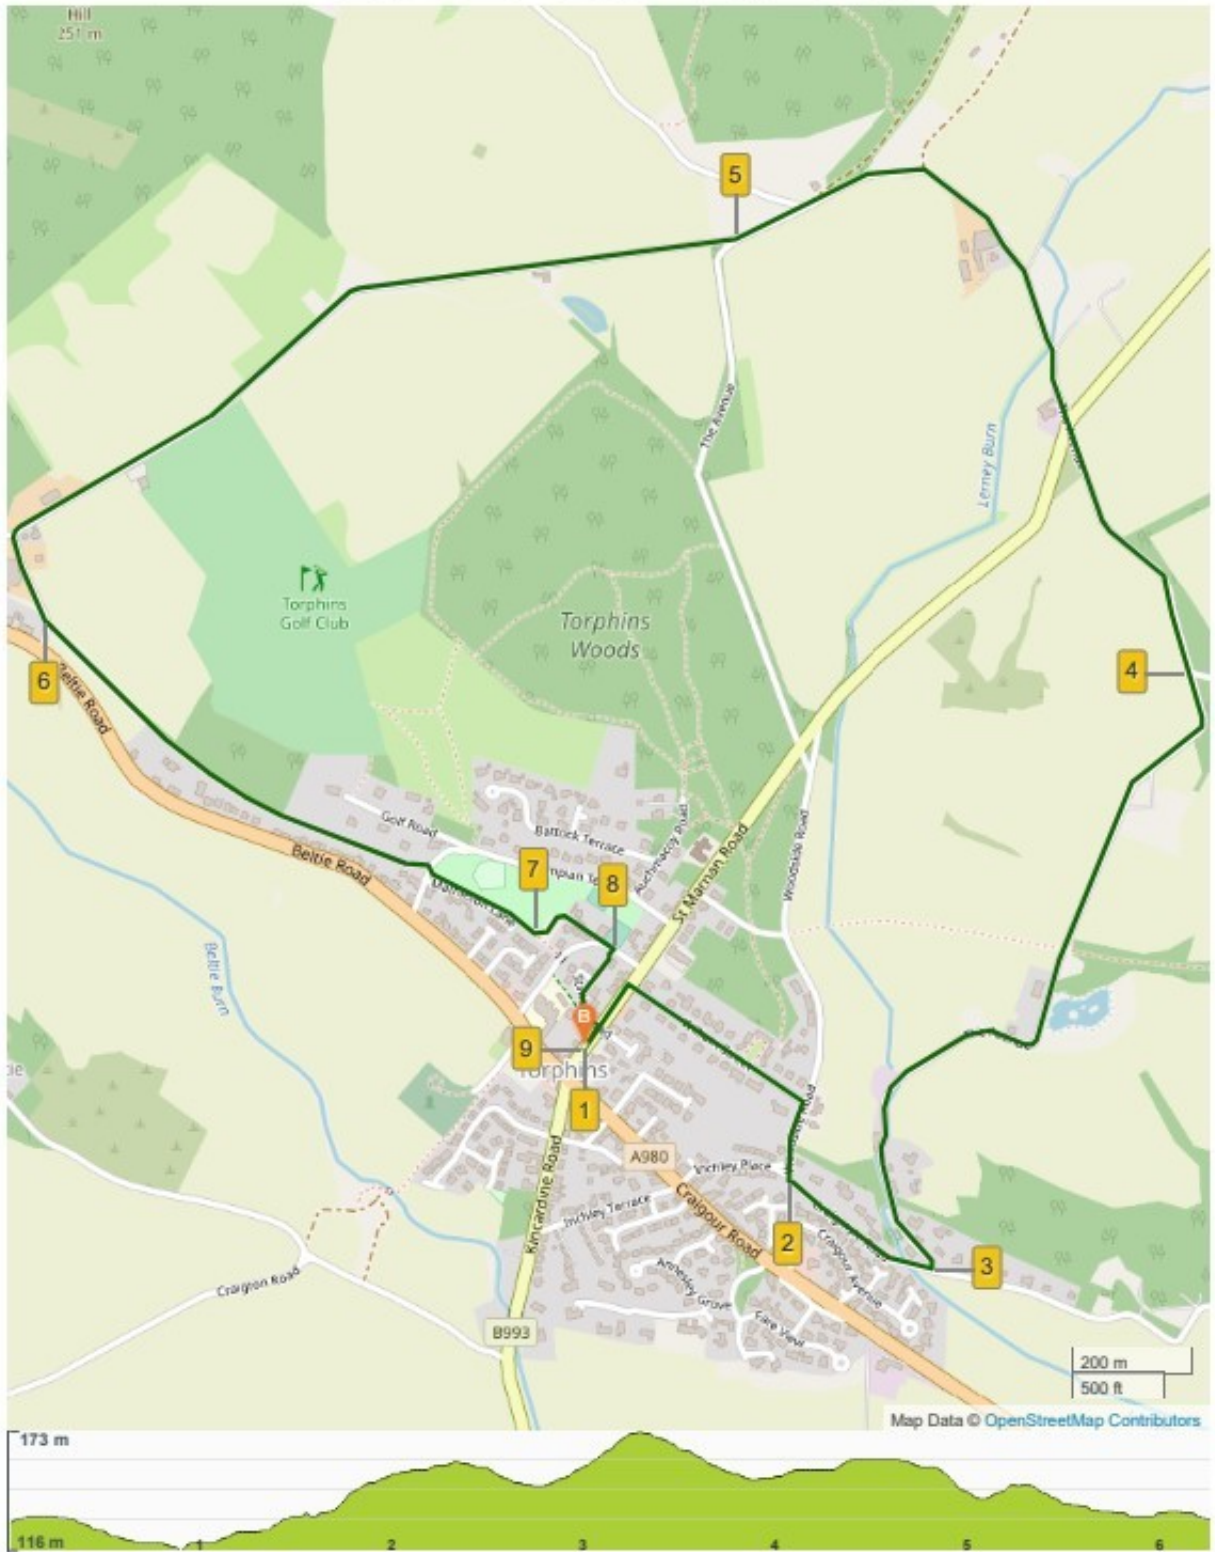 Hill
251 m
5
The Avenue
Lerney Burn
Torphins
Golf Club
Torphins
Woods
4
6
Beltie Road
Golf Road
Battock Terrace
Beltie Road
7
8
St Marnan Road
Woodside Road
Beltie Burn
B
9
Torphins
1
A980
Inchley Place
Kincardine Road
Inchley Terrace
Craigour Road
2
Craigour Avenue
3
Annesley Grove
Craigton Road
B993
200 m
500 ft
Map Data © OpenStreetMap Contributors
173 m
116 m
1
2
3
4
5
6